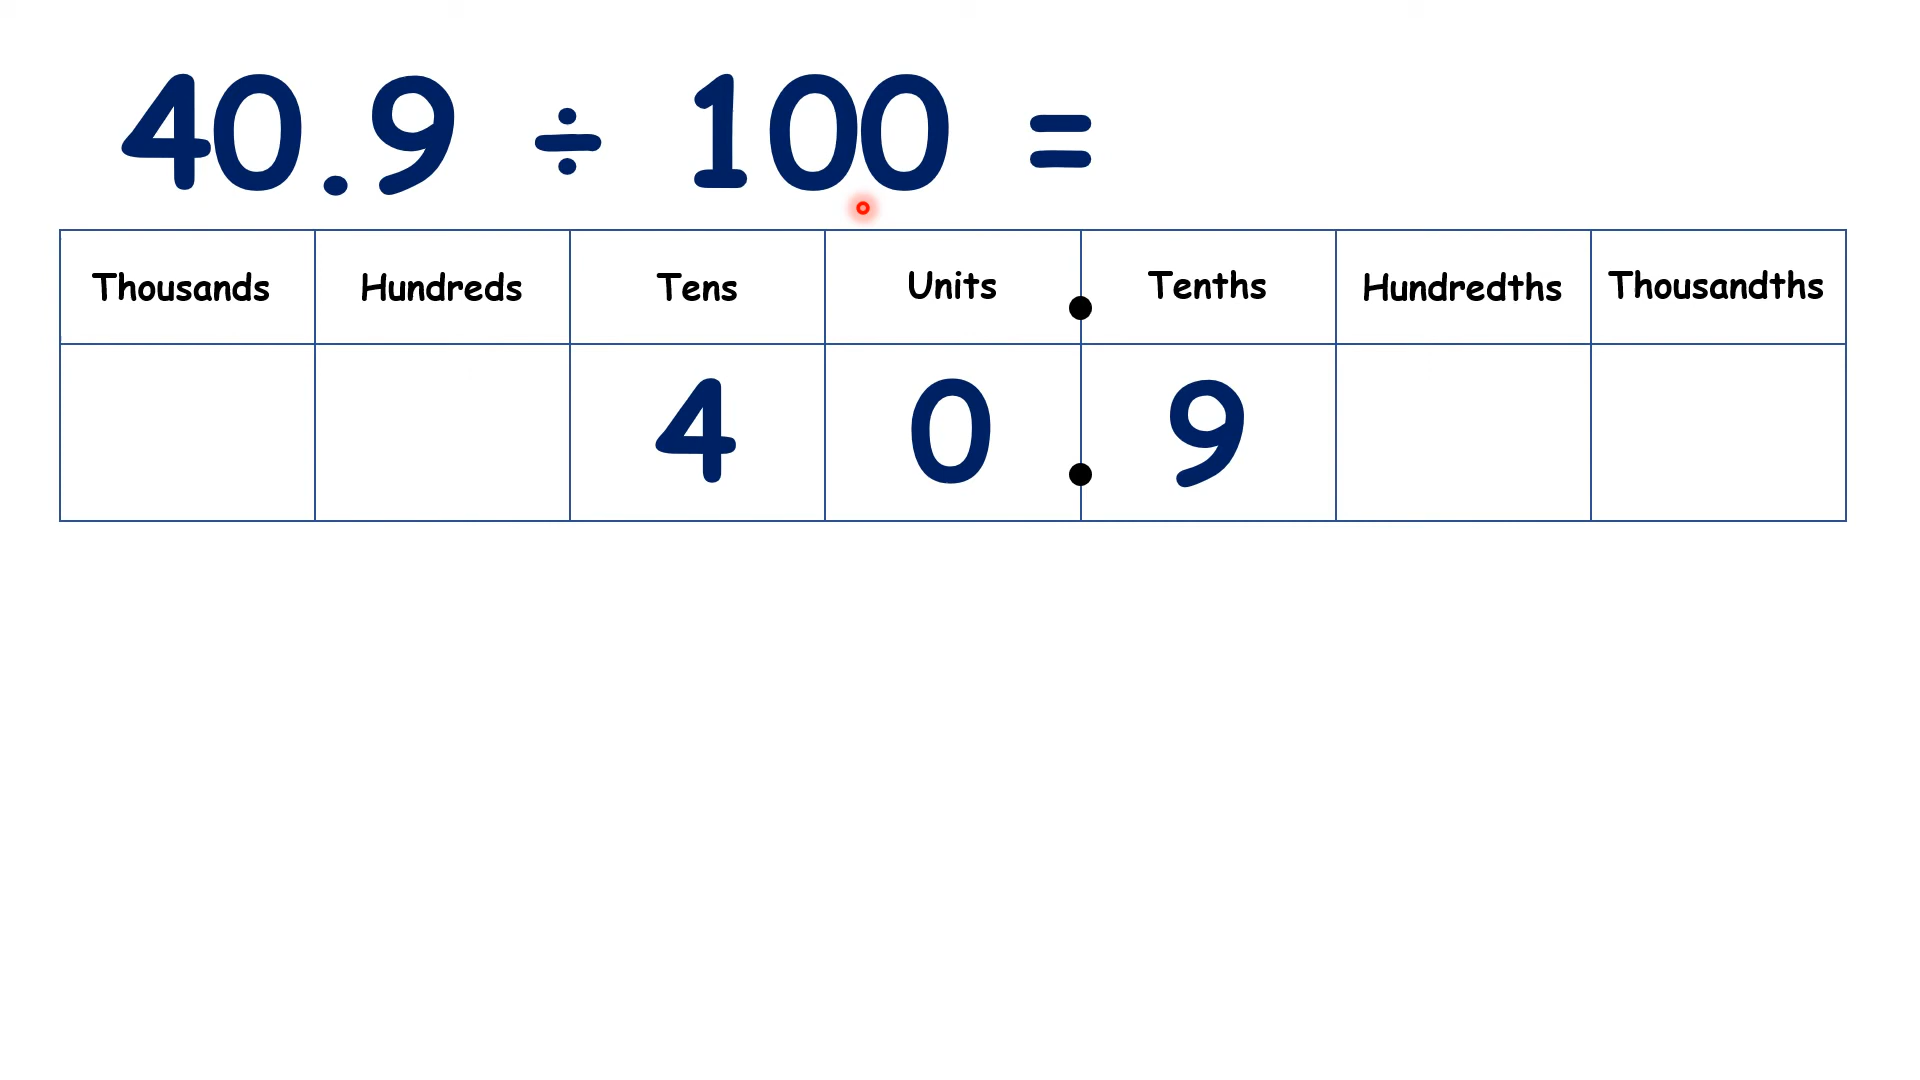 40.9 ÷ 100 =
Thousands Hundreds Tens Units . Tenths Hundredths Thousandths
4 0 . 9